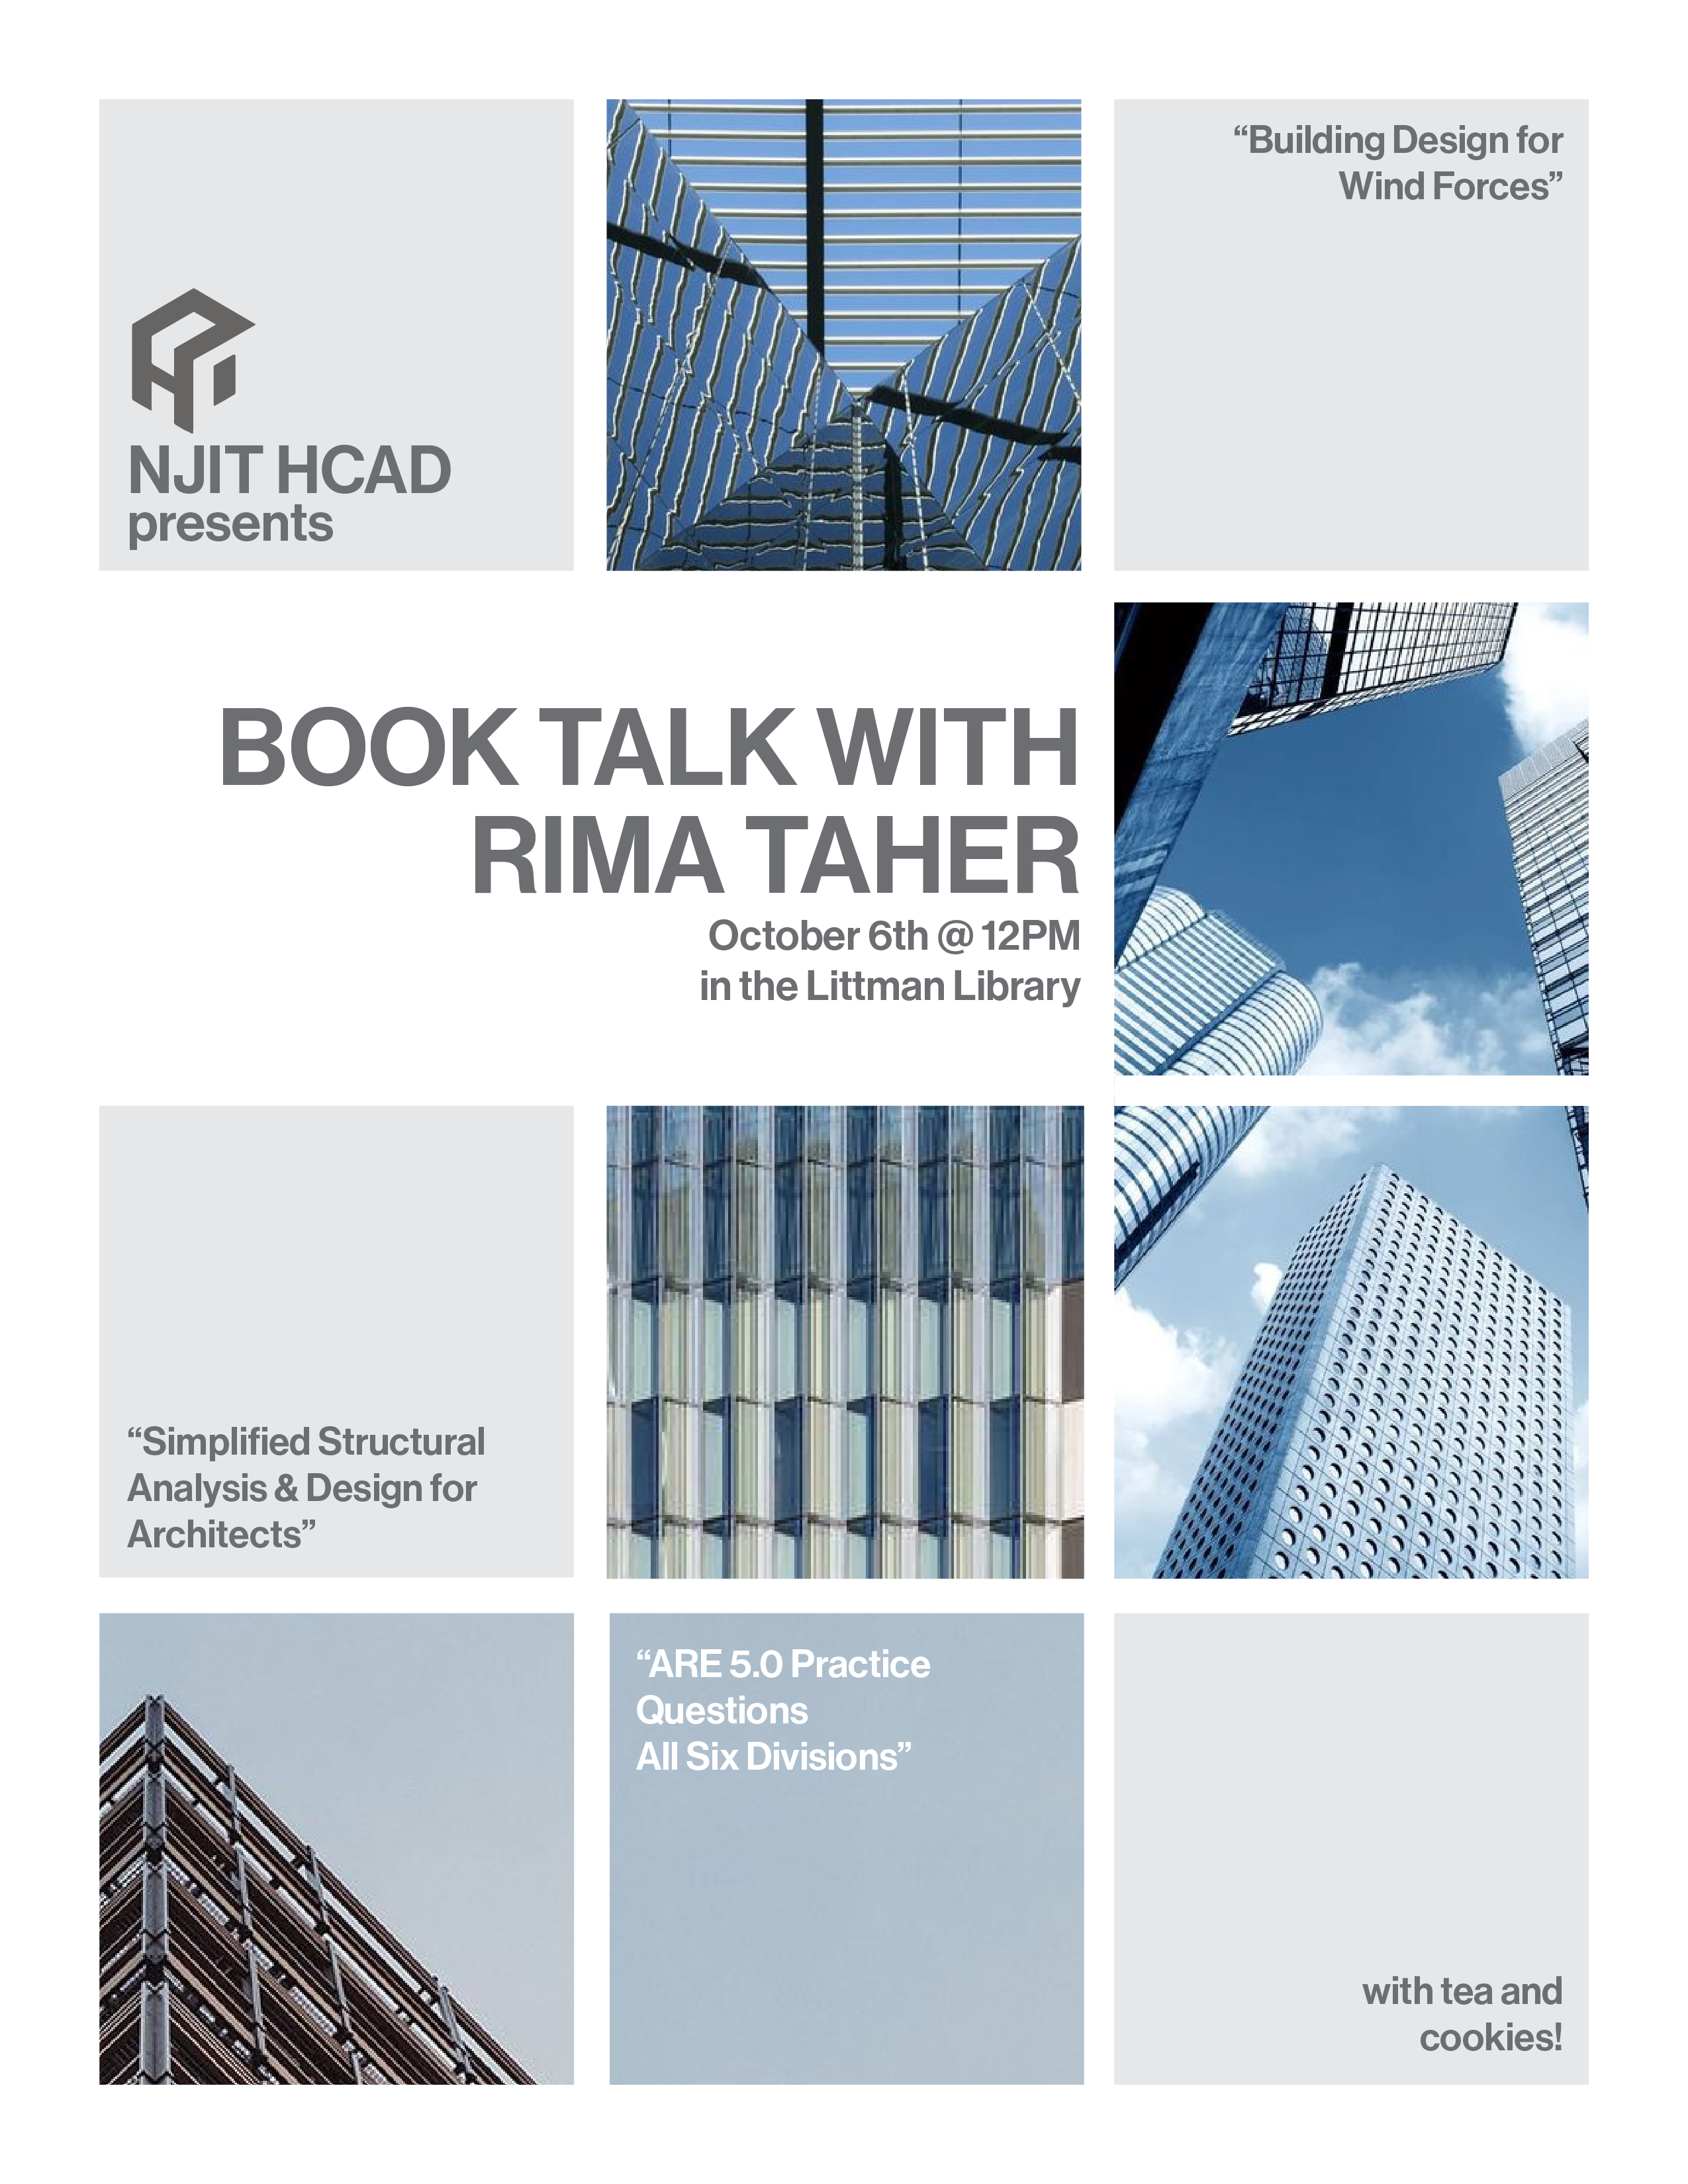 “Building Design for
Wind Forces”
NJIT HCAD
presents
BOOK TALK WITH
RIMA TAHER
October 6th @ 12PM
in the Littman Library
“Simplified Structural
Analysis & Design for
Architects”
“ARE 5.0 Practice
Questions
All Six Divisions”
with tea and
cookies!